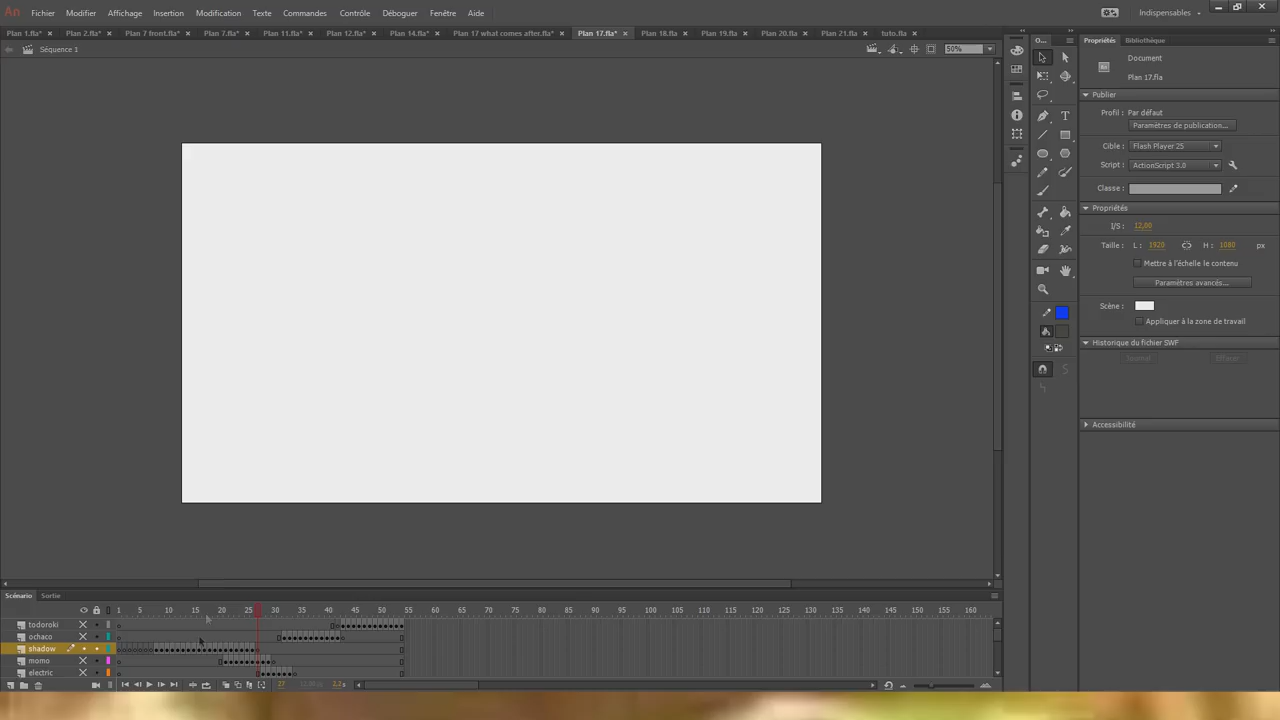 An Fichier Modifier Affichage Insertion Modification Texte Commandes Contrôle Déboguer Fenêtre Aide Indispensables
Plan 1.fla* × Plan 2.fla* × Plan 7 front.fla* × Plan 7.fla* × Plan 11.fla* × Plan 12.fla* × Plan 14.fla* × Plan 17 what comes after.fla* × Plan 17.fla* × Plan 18.fla × Plan 19.fla × Plan 20.fla × Plan 21.fla × tuto.fla ×
Séquence 1 50%
O...
Propriétés Bibliothèque
Document
Plan 17.fla
Publier
Profil : Par défaut
Paramètres de publication...
Cible : Flash Player 25
Script : ActionScript 3.0
Classe :
Propriétés
I/S : 12,00
Taille : L : 1920 H : 1080 px
Mettre à l'échelle le contenu
Paramètres avancés...
Scène :
Appliquer à la zone de travail
Historique du fichier SWF
Effacer
Accessibilité
Scénario Sortie
1 5 10 15 20 25 30 35 40 45 50 55 60 65 70 75 80 85 90 95 100 105 110 115 120 125 130 135 140 145 150 155 160
todoroki
ochaco
shadow
momo
electric
27 2.2s